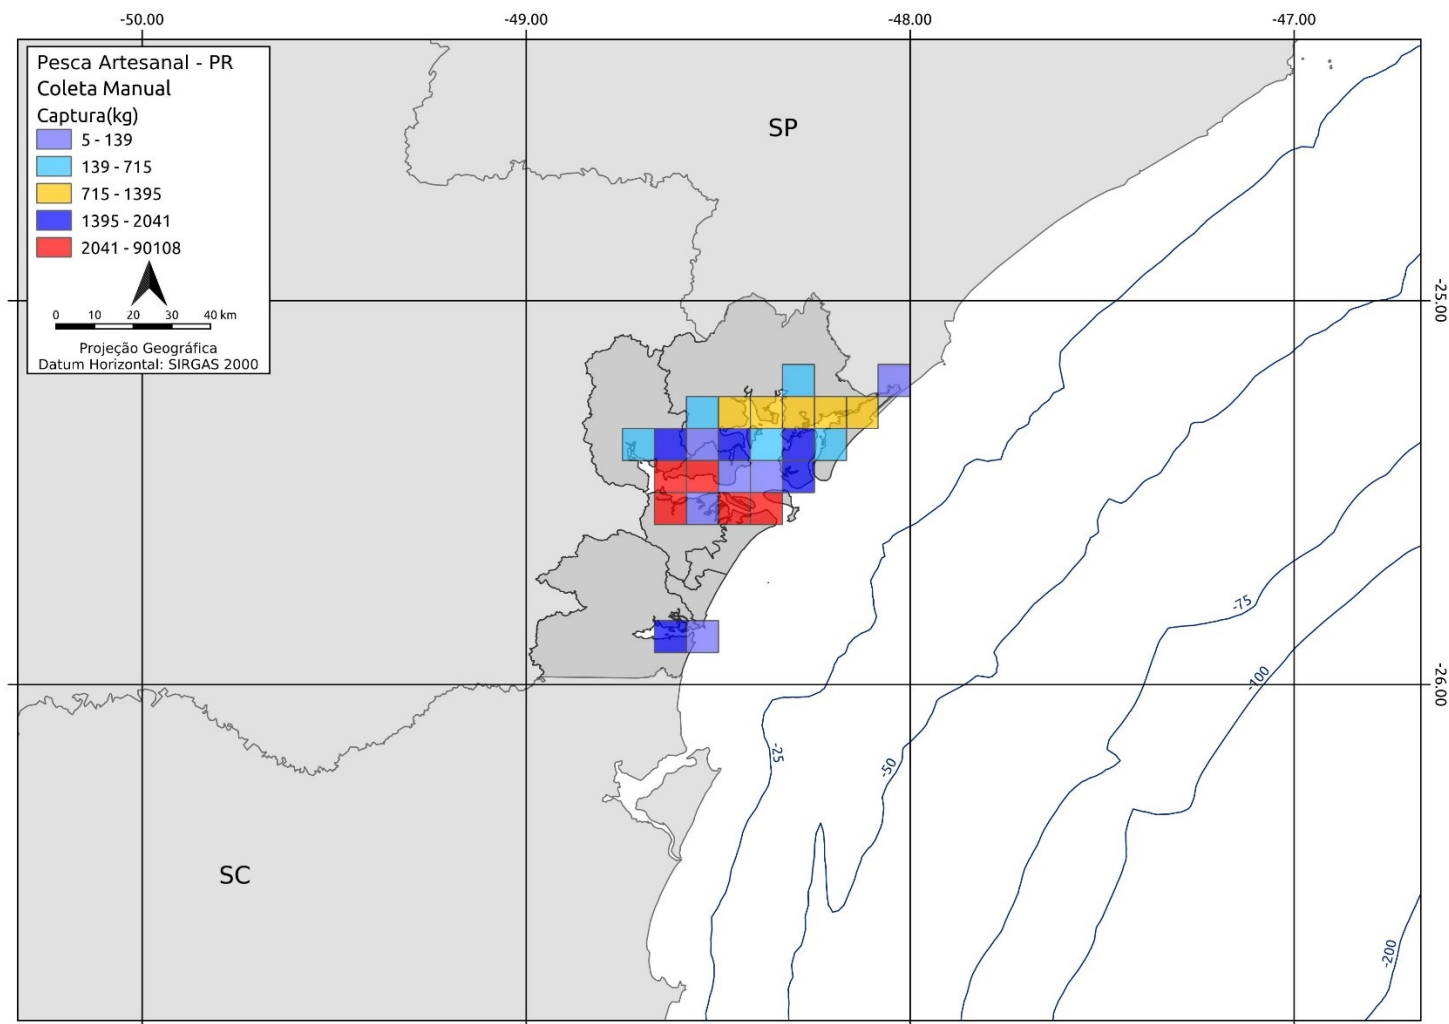 -50.00 -49.00 -48.00 -47.00
Pesca Artesanal - PR
Coleta Manual
Captura(kg)
5 - 139
139 - 715
715 - 1395
1395 - 2041
2041 - 90108
0 10 20 30 40 km
Projeção Geográfica
Datum Horizontal: SIRGAS 2000
SP
-25.00
-75
-100
-26.00
-25
-50
SC
-200